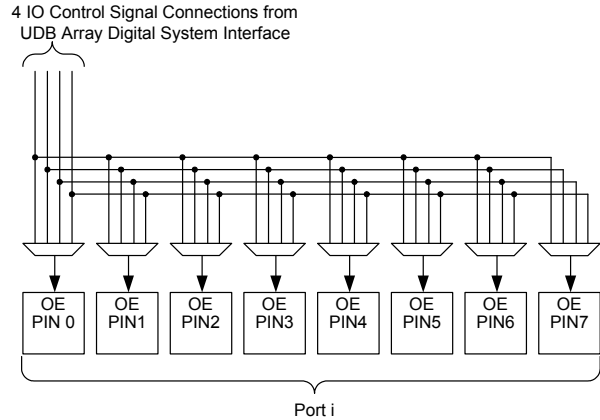 4 IO Control Signal Connections from
UDB Array Digital System Interface
OE
PIN 0
OE
PIN1
OE
PIN2
OE
PIN3
OE
PIN4
OE
PIN5
OE
PIN6
OE
PIN7
Port i